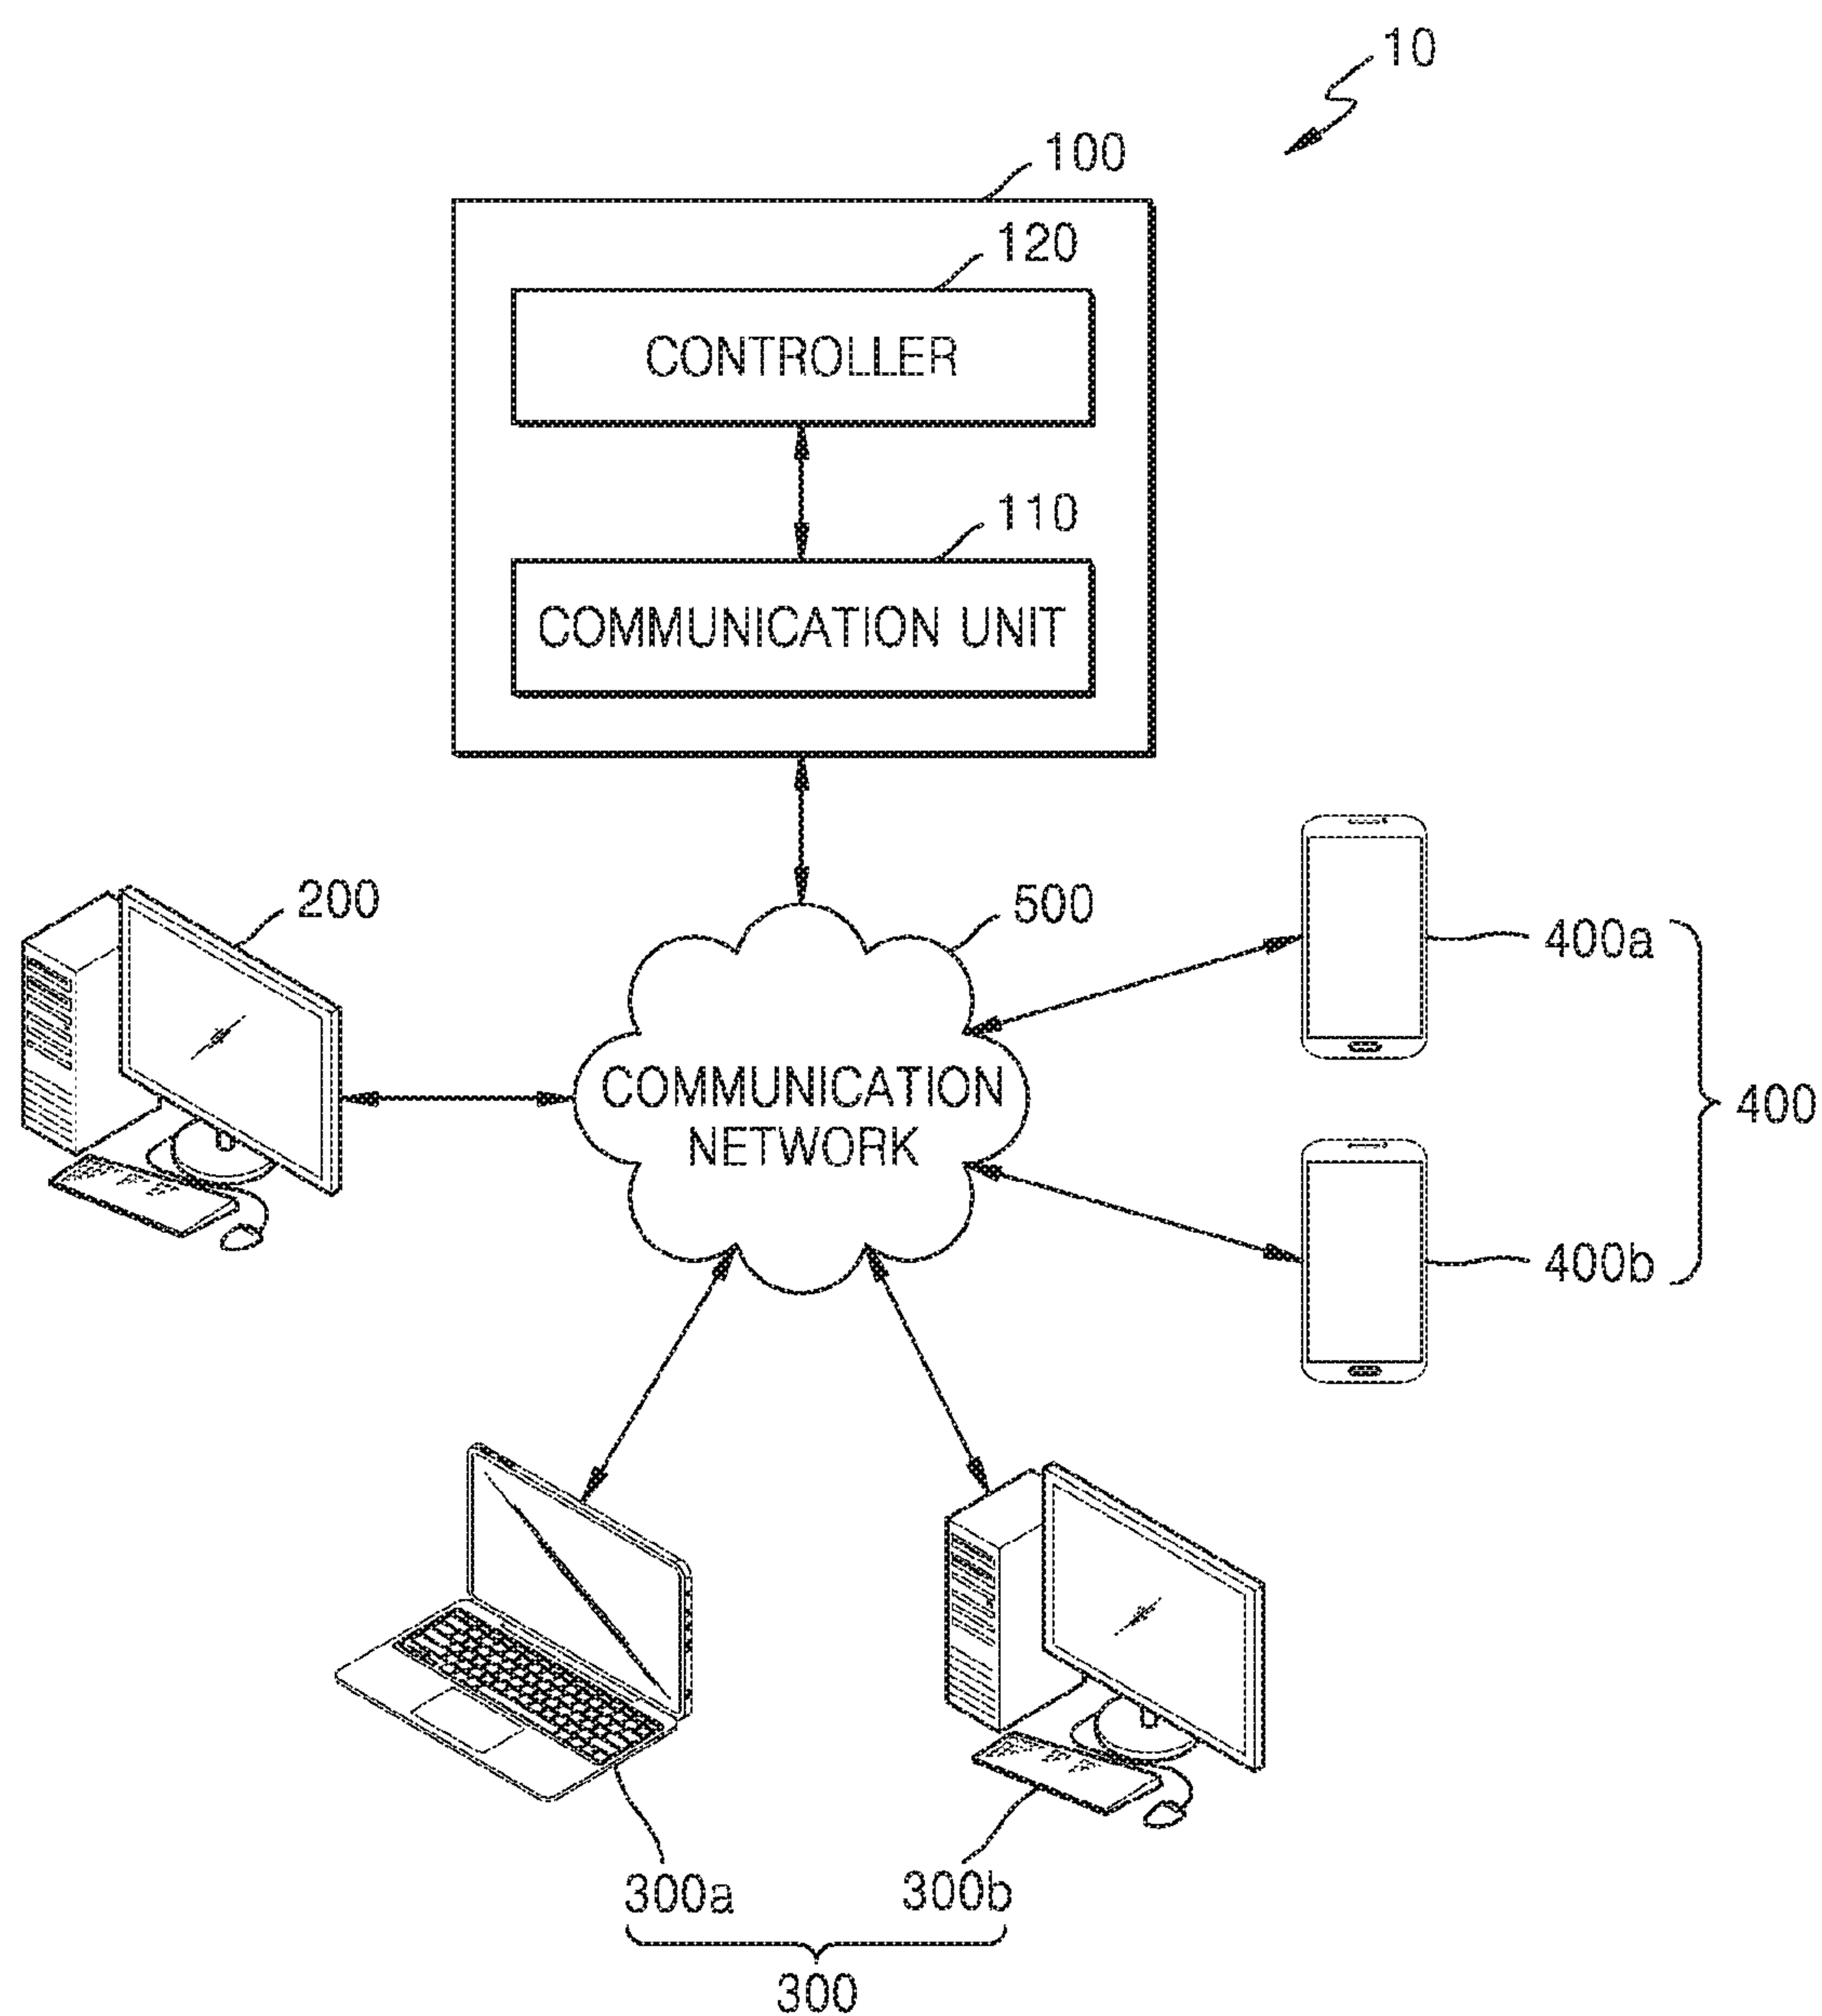 10
100
120
CONTROLLER
110
COMMUNICATION UNIT
200
500
400a
COMMUNICATION
NETWORK
400
400b
300a
300b
300